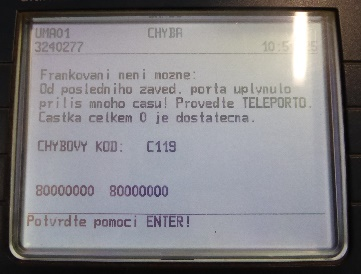 UMA01 CHYBA
3240277
Frankovani neni mozne:
Od posledniho zaved. porta uplynulo
prilis mnoho casu! Provedte TELEPORTO.
Castka celkem 0 je dostatecna.
CHYBOVY KOD: C119
80000000 80000000
Potvrdte pomoci ENTER!